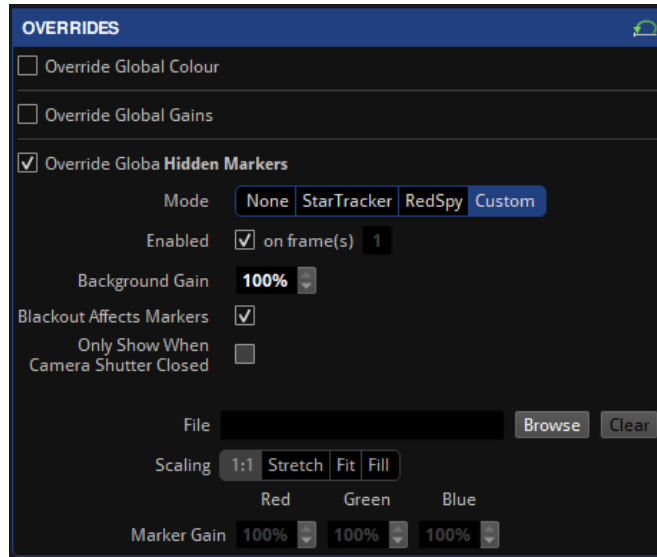 OVERRIDES
Override Global Colour
Override Global Gains
Override Globa Hidden Markers
Mode None StarTracker RedSpy Custom
Enabled on frame(s) 1
Background Gain 100%
Blackout Affects Markers
Only Show When
Camera Shutter Closed
File Browse Clear
Scaling 1:1 Stretch Fit Fill
Red Green Blue
Marker Gain 100% 100% 100%